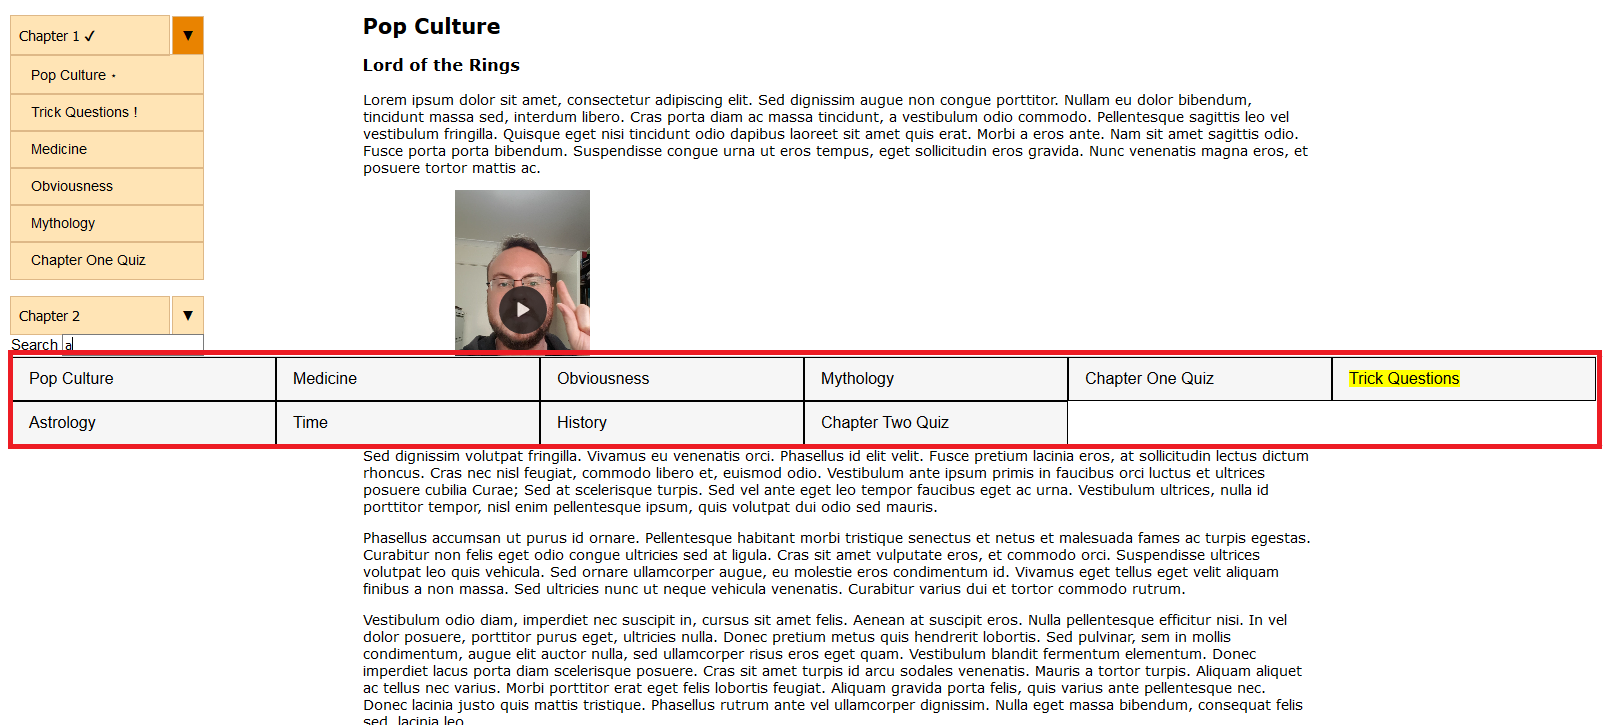 Chapter 1 ✓ ▼
Pop Culture ⋆
Trick Questions !
Medicine
Obviousness
Mythology
Chapter One Quiz
Chapter 2 ▼
Search a
Pop Culture
Lord of the Rings
Lorem ipsum dolor sit amet, consectetur adipiscing elit. Sed dignissim augue non congue porttitor. Nullam eu dolor bibendum,
tincidunt massa sed, interdum libero. Cras porta diam ac massa tincidunt, a vestibulum odio commodo. Pellentesque sagittis leo vel
vestibulum fringilla. Quisque eget nisi tincidunt odio dapibus laoreet sit amet quis erat. Morbi a eros ante. Nam sit amet sagittis odio.
Fusce porta porta bibendum. Suspendisse congue urna ut eros tempus, eget sollicitudin eros gravida. Nunc venenatis magna eros, et
posuere tortor mattis ac.
Pop Culture Medicine Obviousness Mythology Chapter One Quiz Trick Questions
Astrology Time History Chapter Two Quiz
Sed dignissim volutpat fringilla. Vivamus eu venenatis orci. Phasellus id elit velit. Fusce pretium lacinia eros, at sollicitudin lectus dictum
rhoncus. Cras nec nisl feugiat, commodo libero et, euismod odio. Vestibulum ante ipsum primis in faucibus orci luctus et ultrices
posuere cubilia Curae; Sed at scelerisque turpis. Sed vel ante eget leo tempor faucibus eget ac urna. Vestibulum ultrices, nulla id
porttitor tempor, nisl enim pellentesque ipsum, quis volutpat dui odio sed mauris.
Phasellus accumsan ut purus id ornare. Pellentesque habitant morbi tristique senectus et netus et malesuada fames ac turpis egestas.
Curabitur non felis eget odio congue ultricies sed at ligula. Cras sit amet vulputate eros, et commodo orci. Suspendisse ultrices
volutpat leo quis vehicula. Sed ornare ullamcorper augue, eu molestie eros condimentum id. Vivamus eget tellus eget velit aliquam
finibus a non massa. Sed ultricies nunc ut neque vehicula venenatis. Curabitur varius dui et tortor commodo rutrum.
Vestibulum odio diam, imperdiet nec suscipit in, cursus sit amet felis. Aenean at suscipit eros. Nulla pellentesque efficitur nisi. In vel
dolor posuere, porttitor purus eget, ultricies nulla. Donec pretium metus quis hendrerit lobortis. Sed pulvinar, sem in mollis
condimentum, augue elit auctor nulla, sed ullamcorper risus eros eget quam. Vestibulum blandit fermentum elementum. Donec
imperdiet lacus porta diam scelerisque posuere. Cras sit amet turpis id arcu sodales venenatis. Mauris a tortor turpis. Aliquam aliquet
ac tellus nec varius. Morbi porttitor erat eget felis lobortis feugiat. Aliquam gravida porta felis, quis varius ante pellentesque nec.
Donec lacinia justo quis mattis tristique. Phasellus rutrum ante vel ullamcorper dignissim. Nulla eget massa bibendum, consequat felis
sed, lacinia leo.